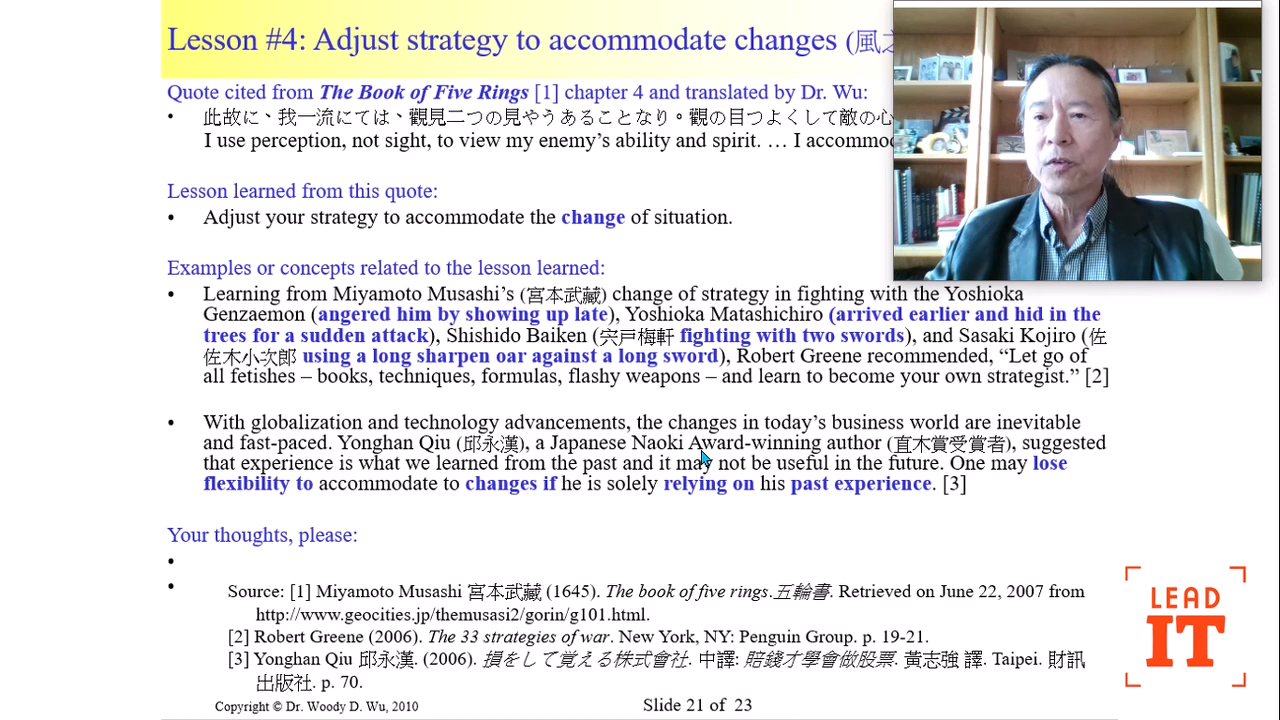 Lesson #4: Adjust strategy to accommodate changes (風之
Quote cited from The Book of Five Rings [1] chapter 4 and translated by Dr. Wu:
• 此故に、我一流にては、觀見二つの見やうあることなり。觀の目つよくして敵の心
I use perception, not sight, to view my enemy’s ability and spirit. … I accommod
Lesson learned from this quote:
• Adjust your strategy to accommodate the change of situation.
Examples or concepts related to the lesson learned:
• Learning from Miyamoto Musashi’s (宮本武藏) change of strategy in fighting with the Yoshioka
Genzaemon (angered him by showing up late), Yoshioka Matashichiro (arrived earlier and hid in the
trees for a sudden attack), Shishido Baiken (宍戸梅軒 fighting with two swords), and Sasaki Kojiro (佐
佐木小次郎 using a long sharpen oar against a long sword), Robert Greene recommended, “Let go of
all fetishes – books, techniques, formulas, flashy weapons – and learn to become your own strategist.” [2]
• With globalization and technology advancements, the changes in today’s business world are inevitable
and fast-paced. Yonghan Qiu (邱永漢), a Japanese Naoki Award-winning author (直木賞受賞者), suggested
that experience is what we learned from the past and it may not be useful in the future. One may lose
flexibility to accommodate to changes if he is solely relying on his past experience. [3]
Your thoughts, please:
•
•
Source: [1] Miyamoto Musashi 宮本武藏 (1645). The book of five rings.五輪書. Retrieved on June 22, 2007 from
http://www.geocities.jp/themusasi2/gorin/g101.html.
[2] Robert Greene (2006). The 33 strategies of war. New York, NY: Penguin Group. p. 19-21.
[3] Yonghan Qiu 邱永漢. (2006). 損をして覚える株式會社. 中譯: 賠錢才學會做股票. 黃志強 譯. Taipei. 財訊
出版社. p. 70.
Copyright © Dr. Woody D. Wu, 2010
Slide 21 of 23
LEAD
IT